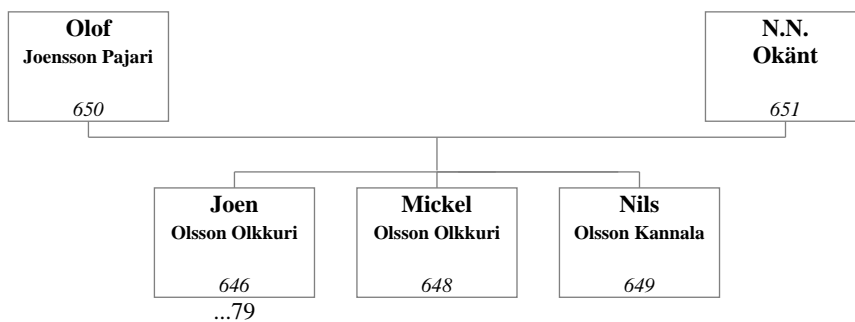 Olof
Joensson Pajari
650
N.N.
Okänt
651
Joen
Olsson Olkkuri
646
...79
Mickel
Olsson Olkkuri
648
Nils
Olsson Kannala
649